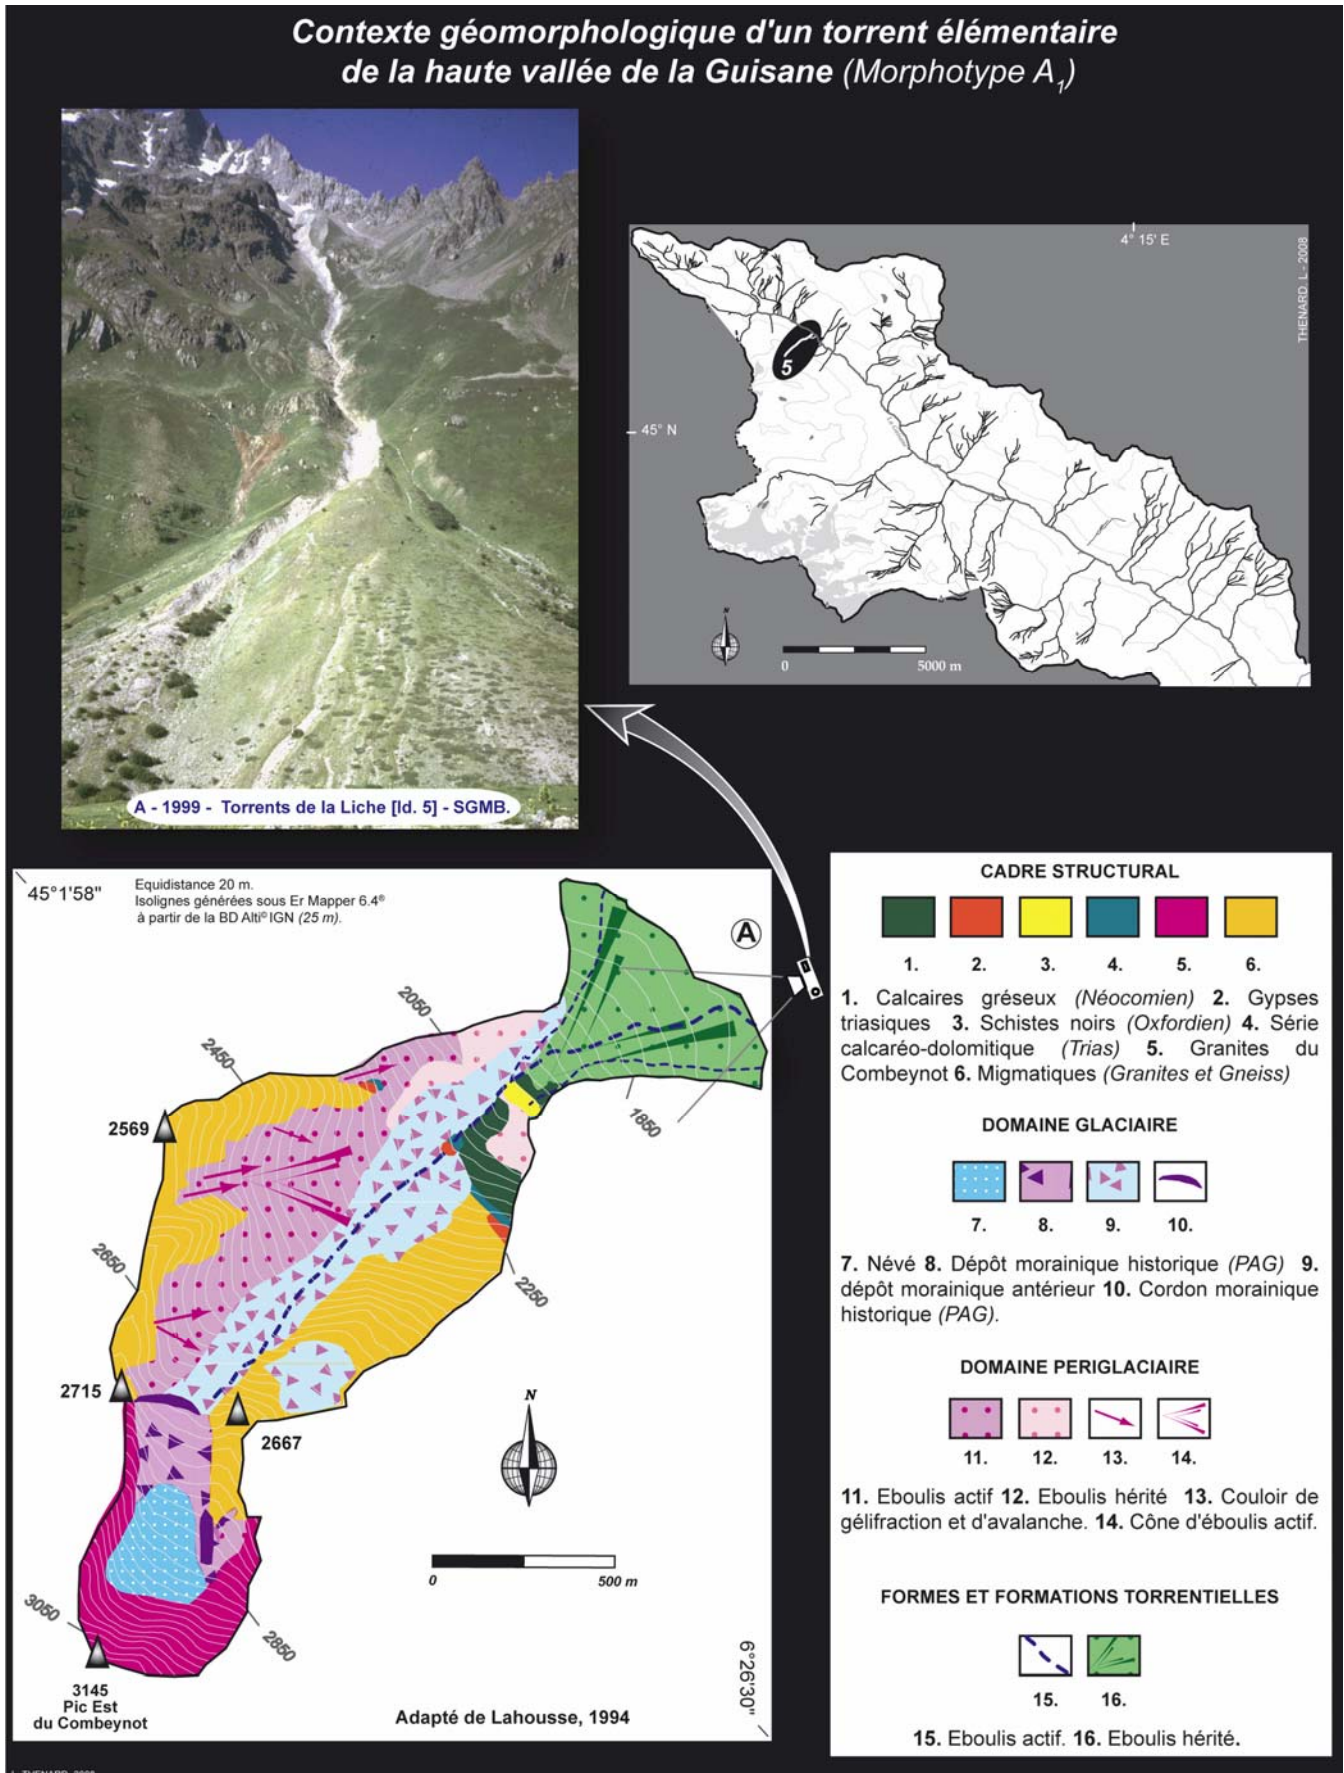 Contexte géomorphologique d'un torrent élémentaire
de la haute vallée de la Guisane (Morphotype A1)
A - 1999 - Torrents de la Liche [Id. 5] - SGMB.
4° 15' E
THENARD. L - 2008
5
45° N
N
0 5000 m
45°1'58"
Equidistance 20 m.
Isolignes générées sous Er Mapper 6.4®
à partir de la BD Alti© IGN (25 m).
A
2050
2450
2569
1850
2650
2250
2715
2667
N
0 500 m
3050
2850
3145
Pic Est
du Combeynot
6°26'30"
Adapté de Lahousse, 1994
CADRE STRUCTURAL
1. 2. 3. 4. 5. 6.
1. Calcaires gréseux (Néocomien) 2. Gypses
triasiques 3. Schistes noirs (Oxfordien) 4. Série
calcaréo-dolomitique (Trias) 5. Granites du
Combeynot 6. Migmatiques (Granites et Gneiss)
DOMAINE GLACIAIRE
7. 8. 9. 10.
7. Névé 8. Dépôt morainique historique (PAG) 9.
dépôt morainique antérieur 10. Cordon morainique
historique (PAG).
DOMAINE PERIGLACIAIRE
11. 12. 13. 14.
11. Eboulis actif 12. Eboulis hérité 13. Couloir de
gélifraction et d'avalanche. 14. Cône d'éboulis actif.
FORMES ET FORMATIONS TORRENTIELLES
15. 16.
15. Eboulis actif. 16. Eboulis hérité.